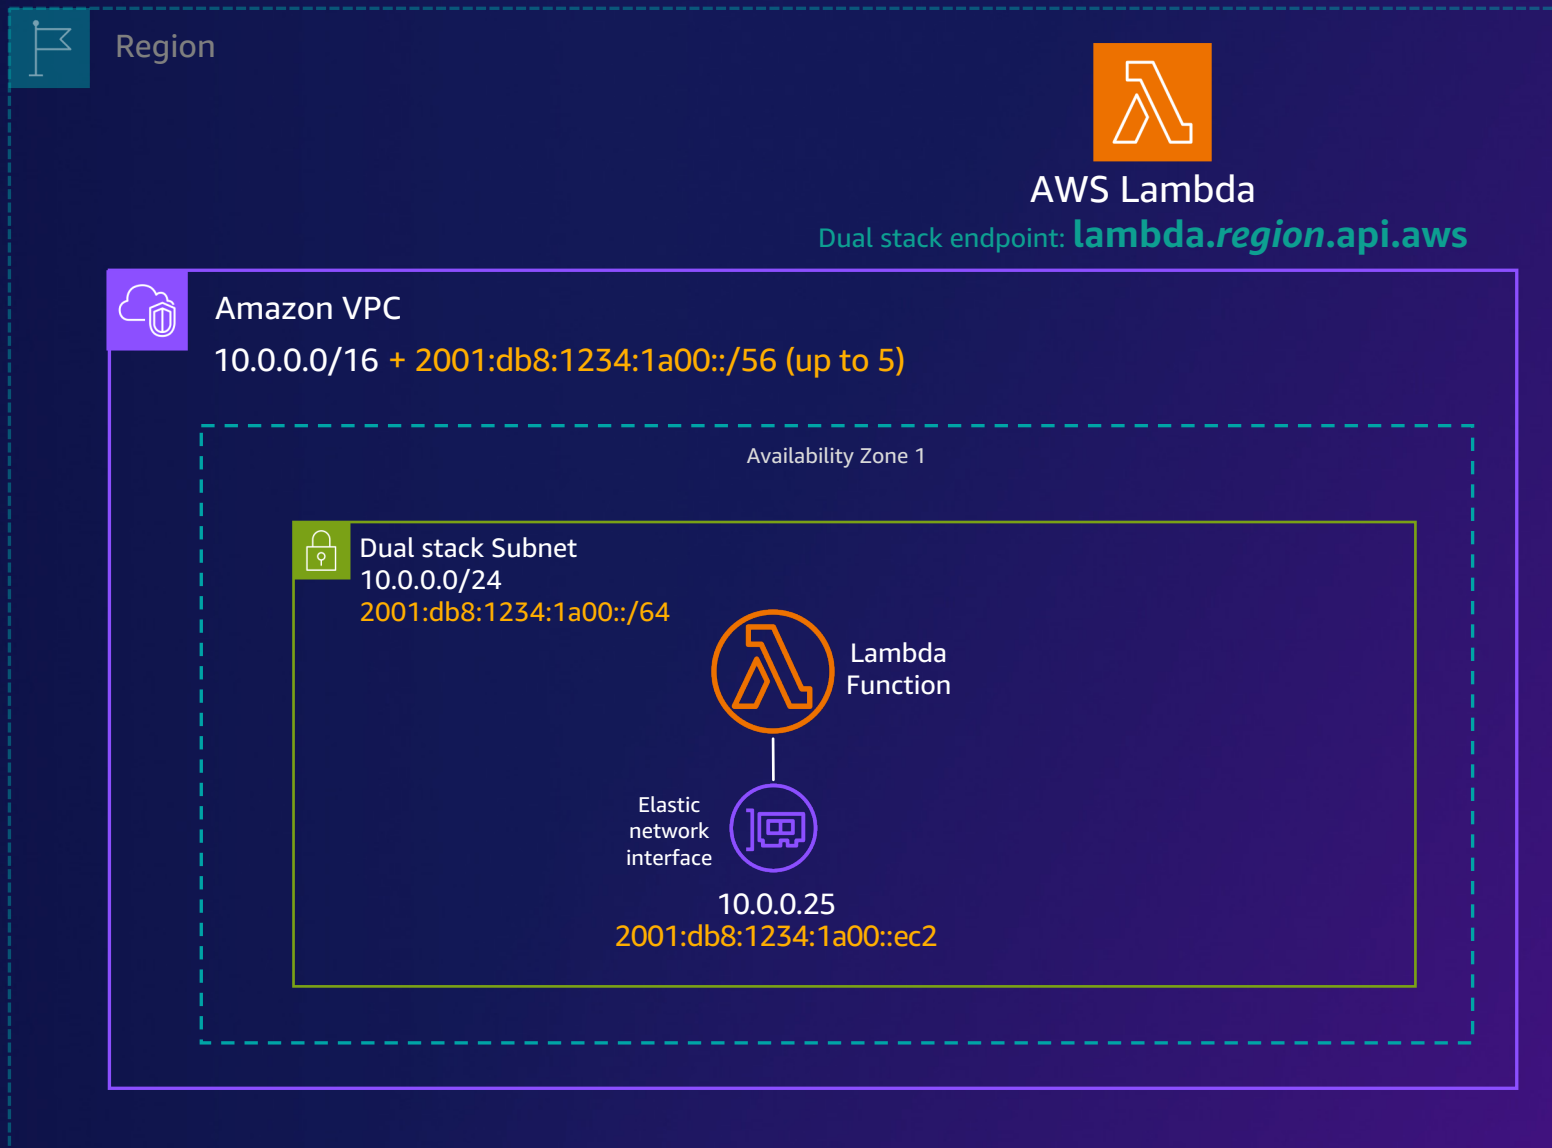 Region
AWS Lambda
Dual stack endpoint: lambda.region.api.aws
Amazon VPC
10.0.0.0/16 + 2001:db8:1234:1a00::/56 (up to 5)
Availability Zone 1
Dual stack Subnet
10.0.0.0/24
2001:db8:1234:1a00::/64
Lambda
Function
Elastic
network
interface
10.0.0.25
2001:db8:1234:1a00::ec2